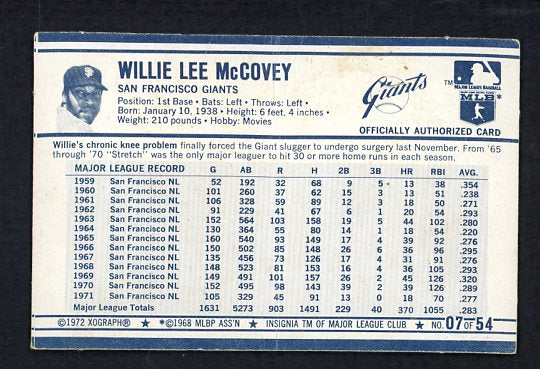 WILLIE LEE McCOVEY
SAN FRANCISCO GIANTS
Position: 1st Base • Bats: Left • Throws: Left •
Born: January 10, 1938 • Height: 6 feet, 4 inches •
Weight: 210 pounds • Hobby: Movies
Giants
TM
MAJOR LEAGUE BASEBALL
MLB*
OFFICIALLY AUTHORIZED CARD
Willie's chronic knee problem finally forced the Giant slugger to undergo surgery last November. From '65
through '70 "Stretch" was the only major leaguer to hit 30 or more home runs in each season.
MAJOR LEAGUE RECORD G AB R H 2B 3B HR RBI AVG.
1959 San Francisco NL 52 192 32 68 9 5 13 38 .354
1960 San Francisco NL 101 260 37 62 15 3 13 51 .238
1961 San Francisco NL 106 328 59 89 12 3 18 50 .271
1962 San Francisco NL 91 229 41 67 6 1 20 54 .293
1963 San Francisco NL 152 564 103 158 19 5 44 102 .280
1964 San Francisco NL 130 364 55 80 14 1 18 54 .220
1965 San Francisco NL 160 540 93 149 17 4 39 92 .276
1966 San Francisco NL 150 502 85 148 26 6 36 96 .295
1967 San Francisco NL 135 456 73 126 17 4 31 91 .276
1968 San Francisco NL 148 523 81 153 16 4 36 105 .293
1969 San Francisco NL 149 491 101 157 26 2 45 126 .320
1970 San Francisco NL 152 495 98 143 39 2 39 126 .289
1971 San Francisco NL 105 329 45 91 13 0 18 70 .277
Major League Totals 1631 5273 903 1491 229 40 370 1055 .283
©1972 XOGRAPH® ★ *©1968 MLBP ASS'N ★ INSIGNIA TM OF MAJOR LEAGUE CLUB ★ NO. 07 of 54